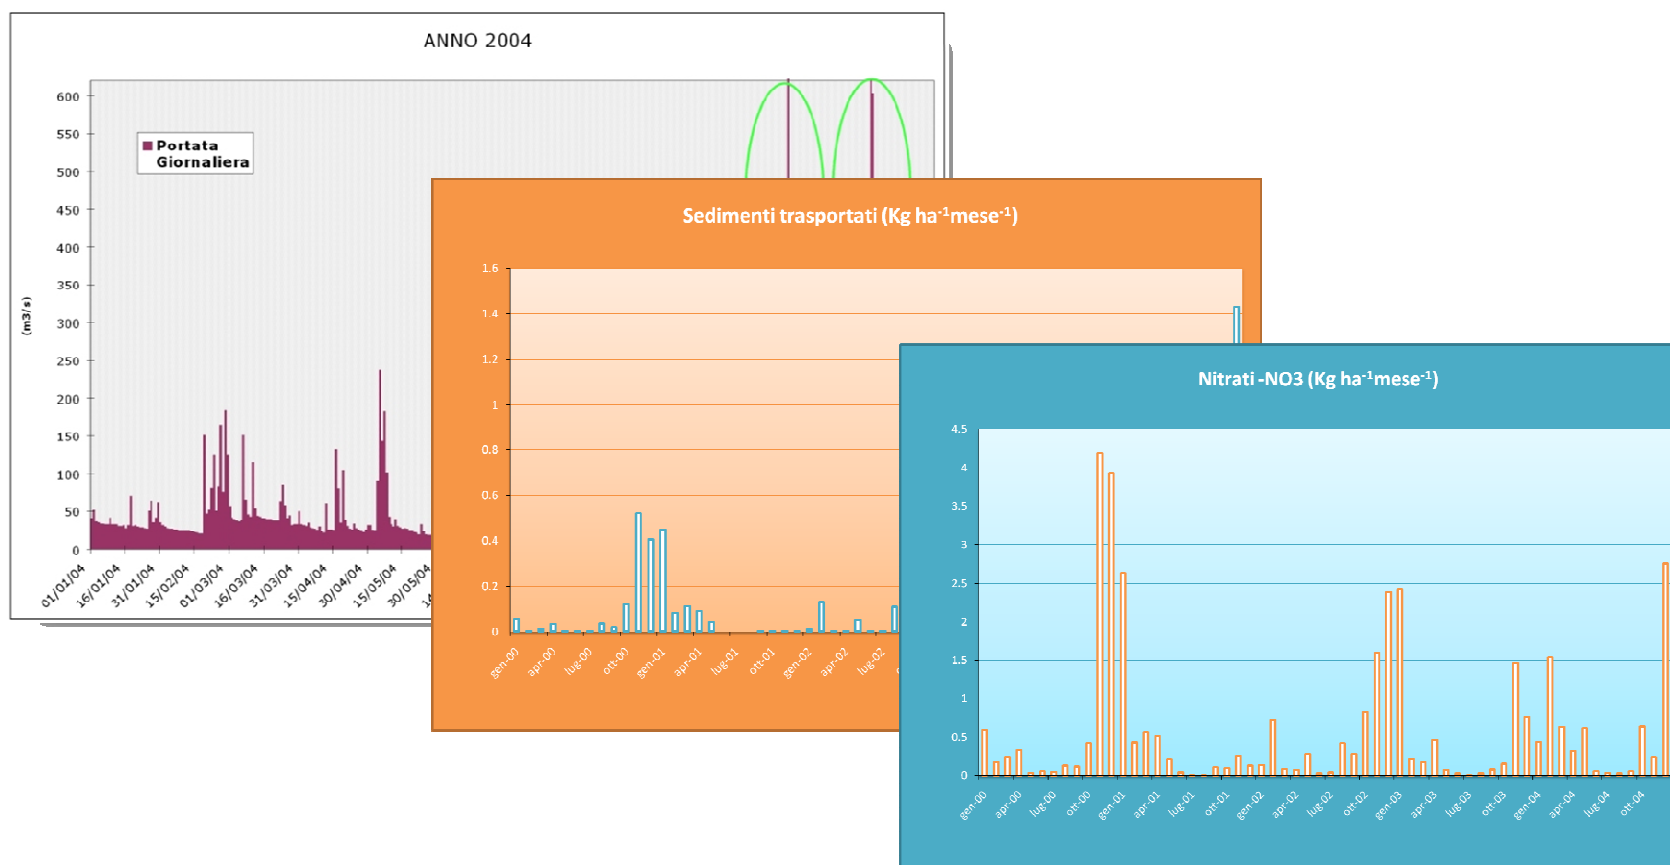 ANNO 2004
600
550
500
450
400
350
300
250
200
150
100
50
0
(m3/s)
Portata
Giornaliera
01/01/04
16/01/04
31/01/04
15/02/04
01/03/04
16/03/04
31/03/04
15/04/04
30/04/04
15/05/04
30/05/04
Sedimenti trasportati (Kg ha-1mese-1)
1.6
1.4
1.2
1
0.8
0.6
0.4
0.2
0
gen-00
apr-00
lug-00
ott-00
gen-01
apr-01
lug-01
ott-01
gen-02
apr-02
lug-02
Nitrati -NO3 (Kg ha-1mese-1)
4.5
4
3.5
3
2.5
2
1.5
1
0.5
0
gen-00
apr-00
lug-00
ott-00
gen-01
apr-01
lug-01
ott-01
gen-02
apr-02
lug-02
ott-02
gen-03
apr-03
lug-03
ott-03
gen-04
apr-04
lug-04
ott-04